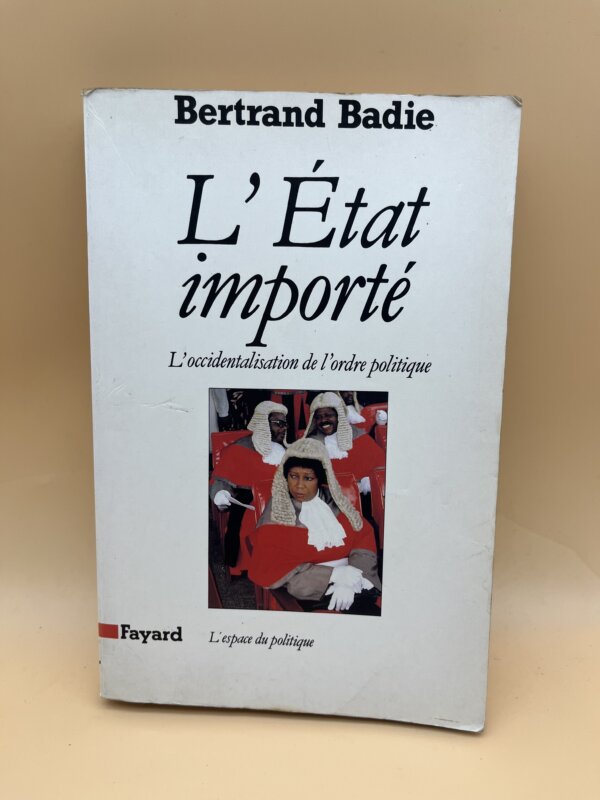 Bertrand Badie
L'État
importé
L'occidentalisation de l'ordre politique
Fayard
L'espace du politique